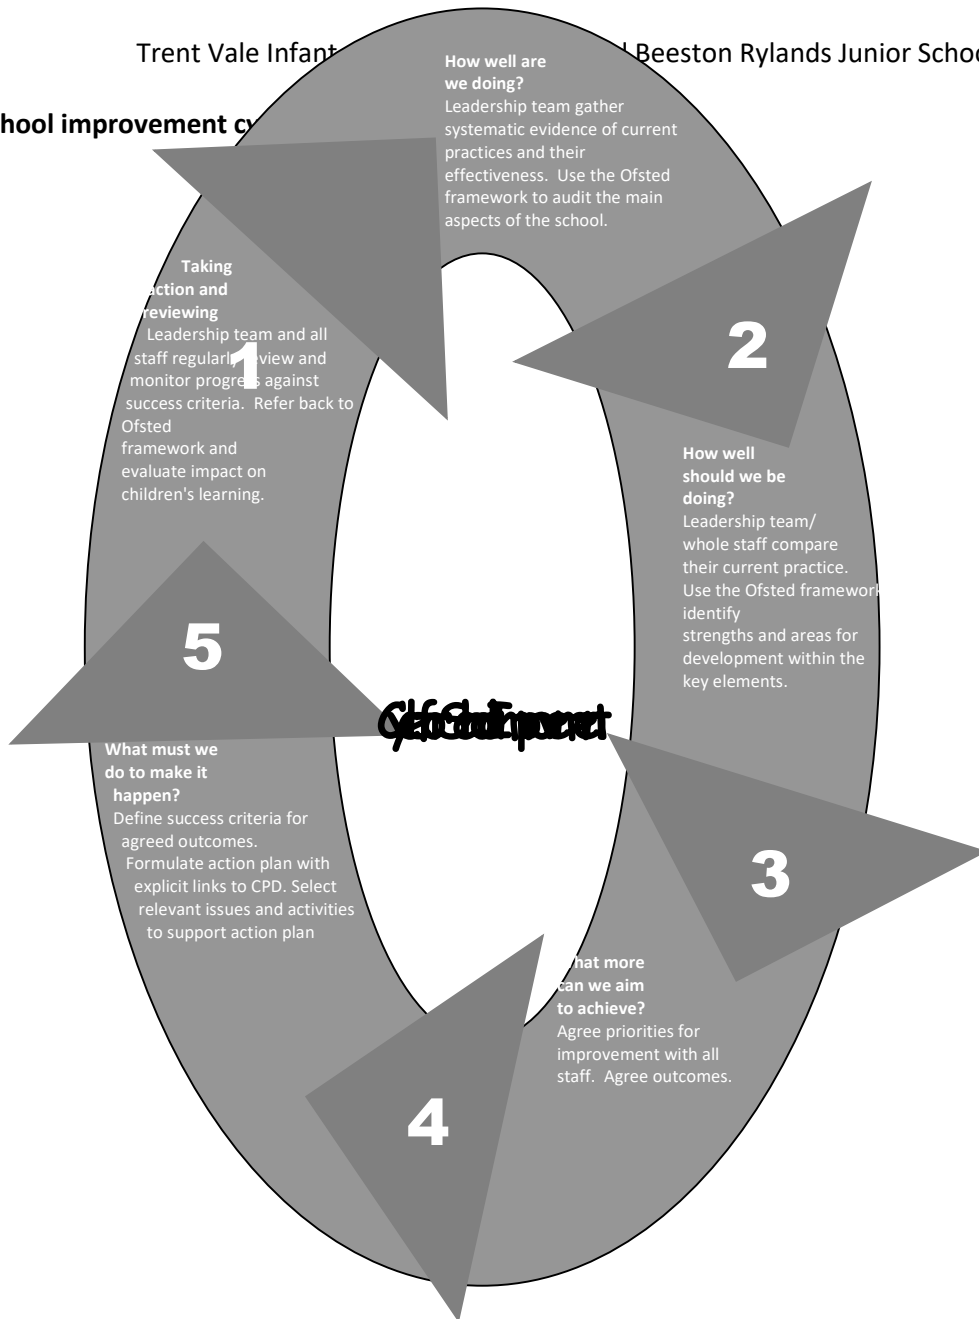 Trent Vale Infant Beeston Rylands Junior Schoo
hool improvement cy
How well are
we doing?
Leadership team gather
systematic evidence of current
practices and their
effectiveness. Use the Ofsted
framework to audit the main
aspects of the school.
2
How well
should we be
doing?
Leadership team/
whole staff compare
their current practice.
Use the Ofsted framework
identify
strengths and areas for
development within the
key elements.
3
What more
can we aim
to achieve?
Agree priorities for
improvement with all
staff. Agree outcomes.
4
What must we
do to make it
happen?
Define success criteria for
agreed outcomes.
Formulate action plan with
explicit links to CPD. Select
relevant issues and activities
to support action plan
5
Taking
action and
reviewing
Leadership team and all
staff regularly review and
monitor progress against
success criteria. Refer back to
Ofsted
framework and
evaluate impact on
children's learning.
1